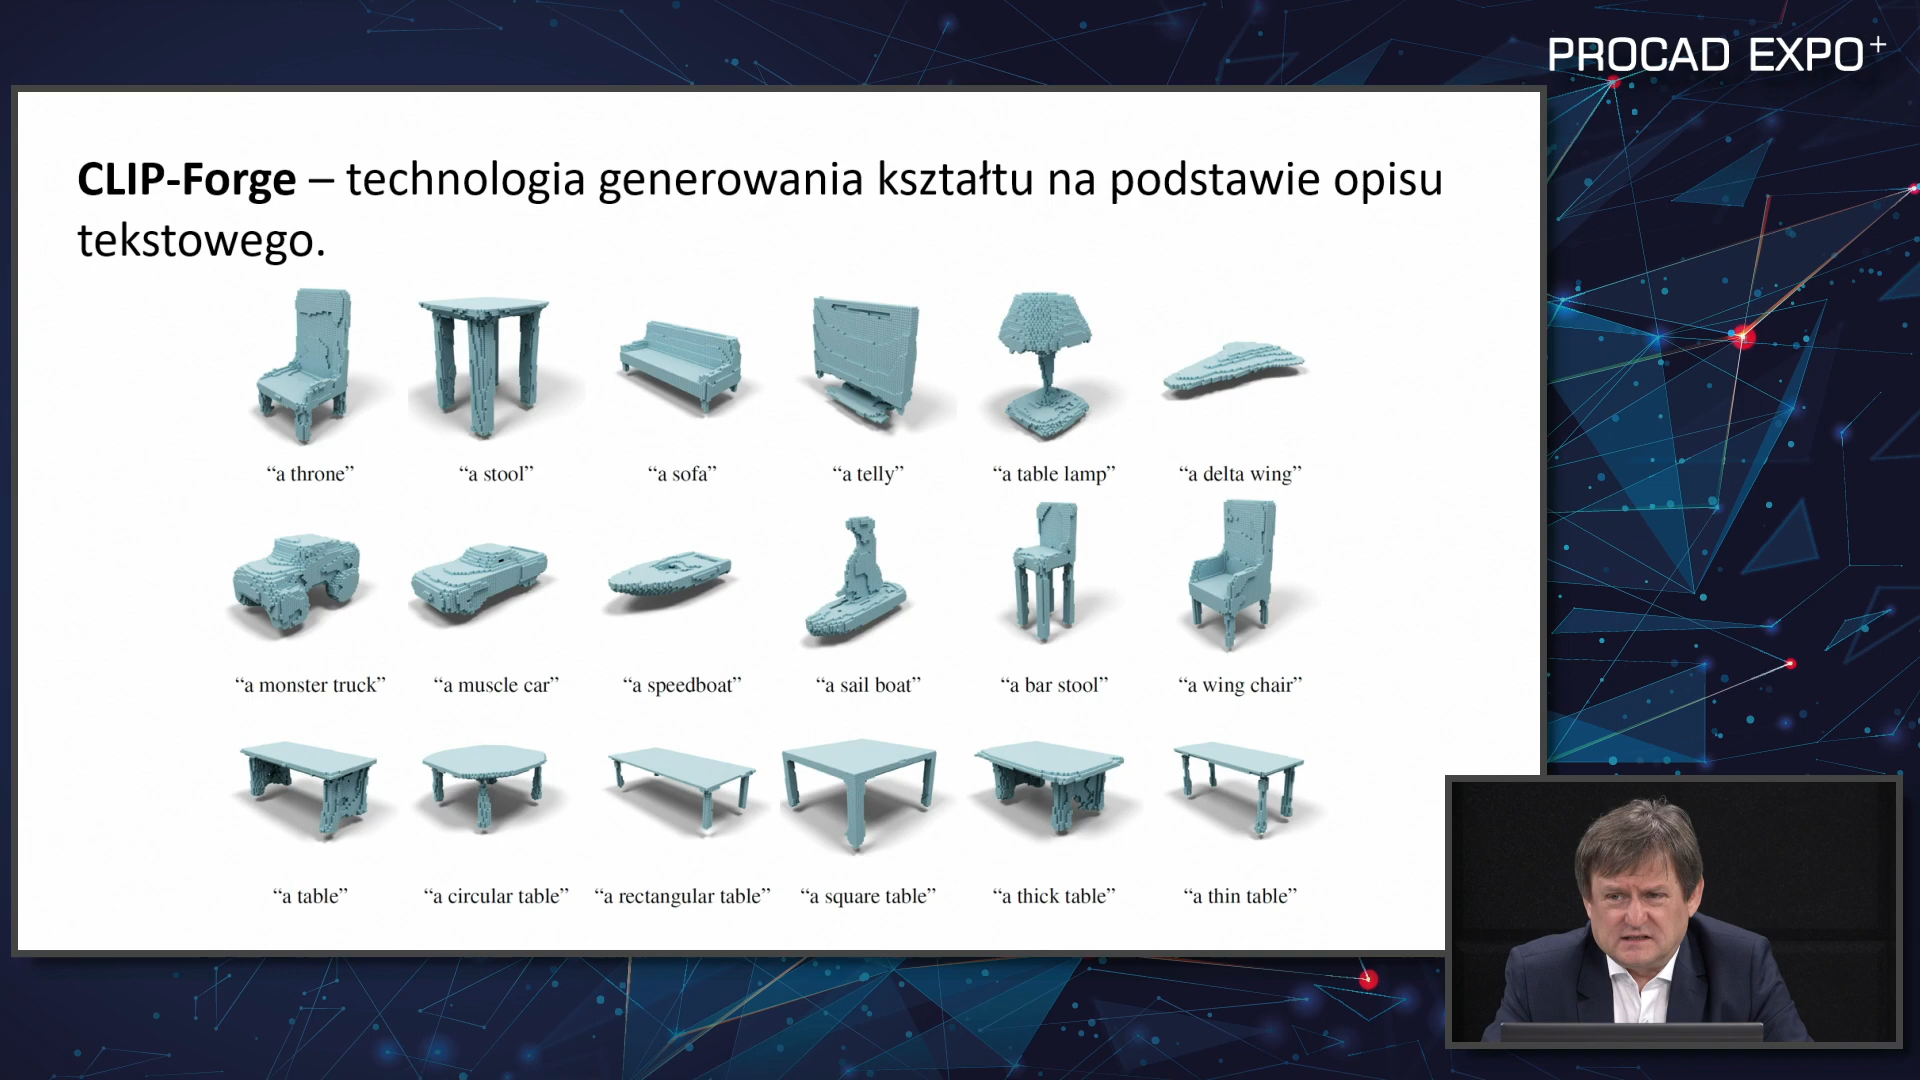 PROCAD EXPO+
CLIP-Forge – technologia generowania kształtu na podstawie opisu
tekstowego.
“a throne” “a stool” “a sofa” “a telly” “a table lamp” “a delta wing”
“a monster truck” “a muscle car” “a speedboat” “a sail boat” “a bar stool” “a wing chair”
“a table” “a circular table” “a rectangular table” “a square table” “a thick table” “a thin table”